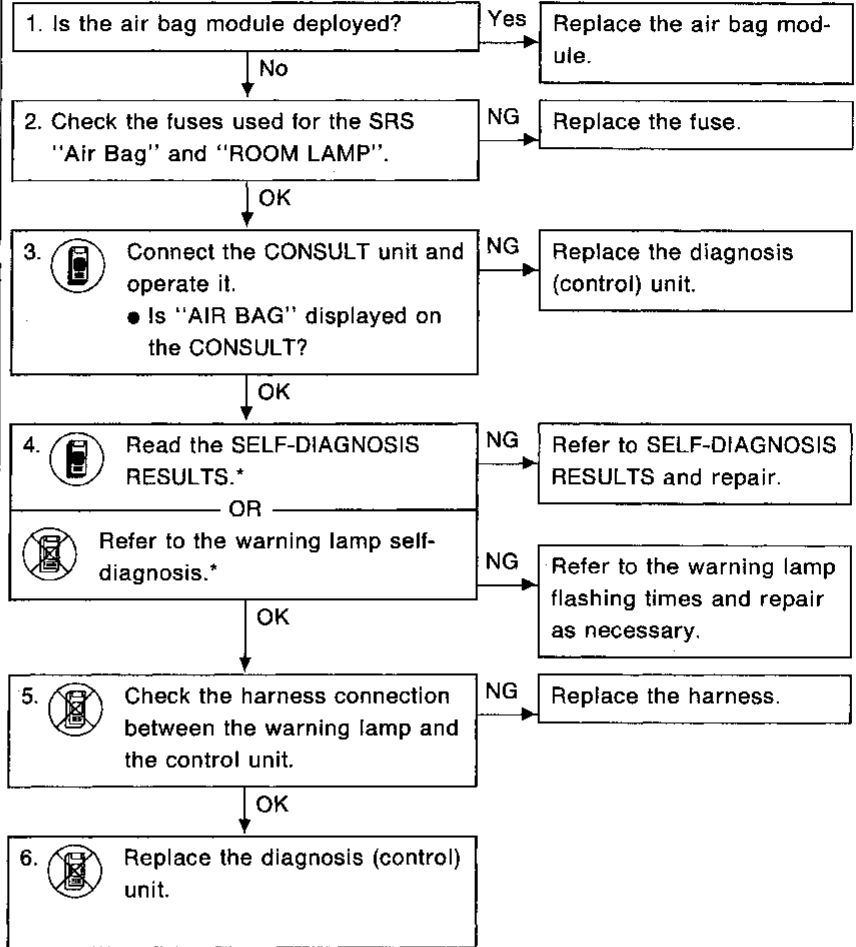 1. Is the air bag module deployed?
Yes
Replace the air bag mod-
ule.
No
2. Check the fuses used for the SRS
"Air Bag" and "ROOM LAMP".
NG
Replace the fuse.
OK
3. Connect the CONSULT unit and
operate it.
● Is "AIR BAG" displayed on
the CONSULT?
NG
Replace the diagnosis
(control) unit.
OK
4. Read the SELF-DIAGNOSIS
RESULTS.*
NG
Refer to SELF-DIAGNOSIS
RESULTS and repair.
OR
Refer to the warning lamp self-
diagnosis.*
NG
Refer to the warning lamp
flashing times and repair
as necessary.
OK
5. Check the harness connection
between the warning lamp and
the control unit.
NG
Replace the harness.
OK
6. Replace the diagnosis (control)
unit.